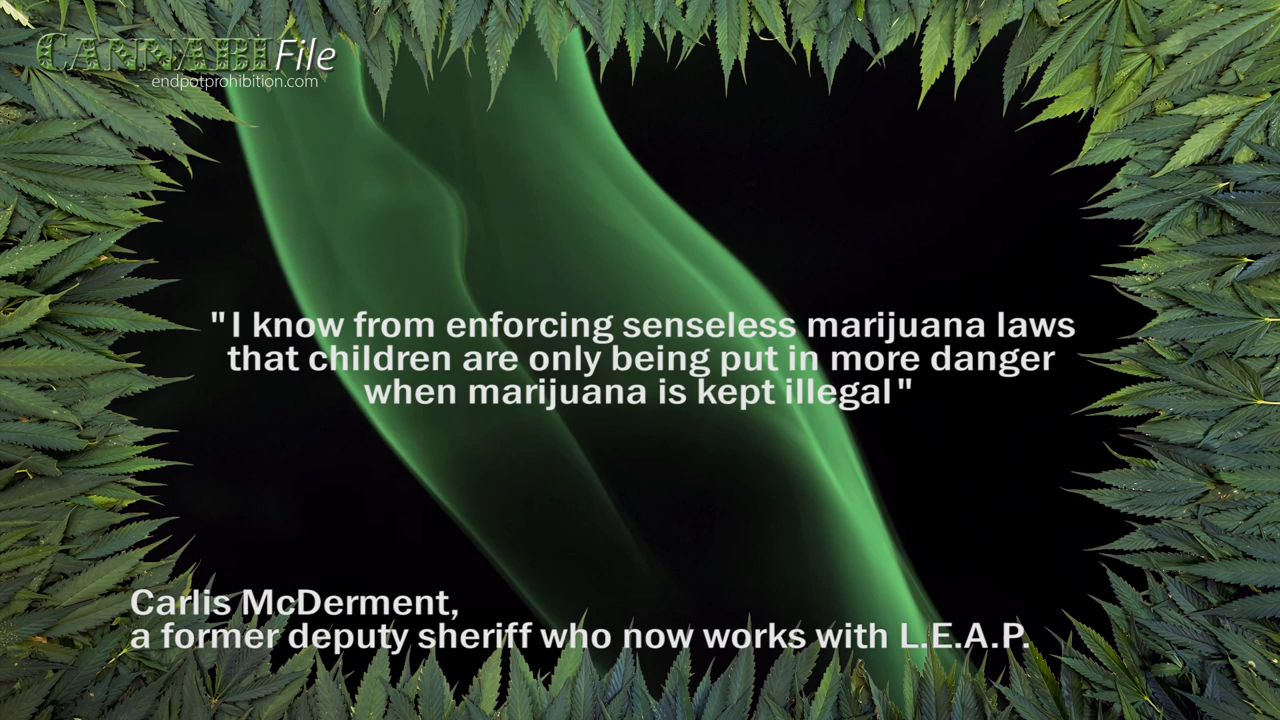 CANNABIFile
endpotprohibition.com
"I know from enforcing senseless marijuana laws
that children are only being put in more danger
when marijuana is kept illegal"
Carlis McDerment,
a former deputy sheriff who now works with L.E.A.P.